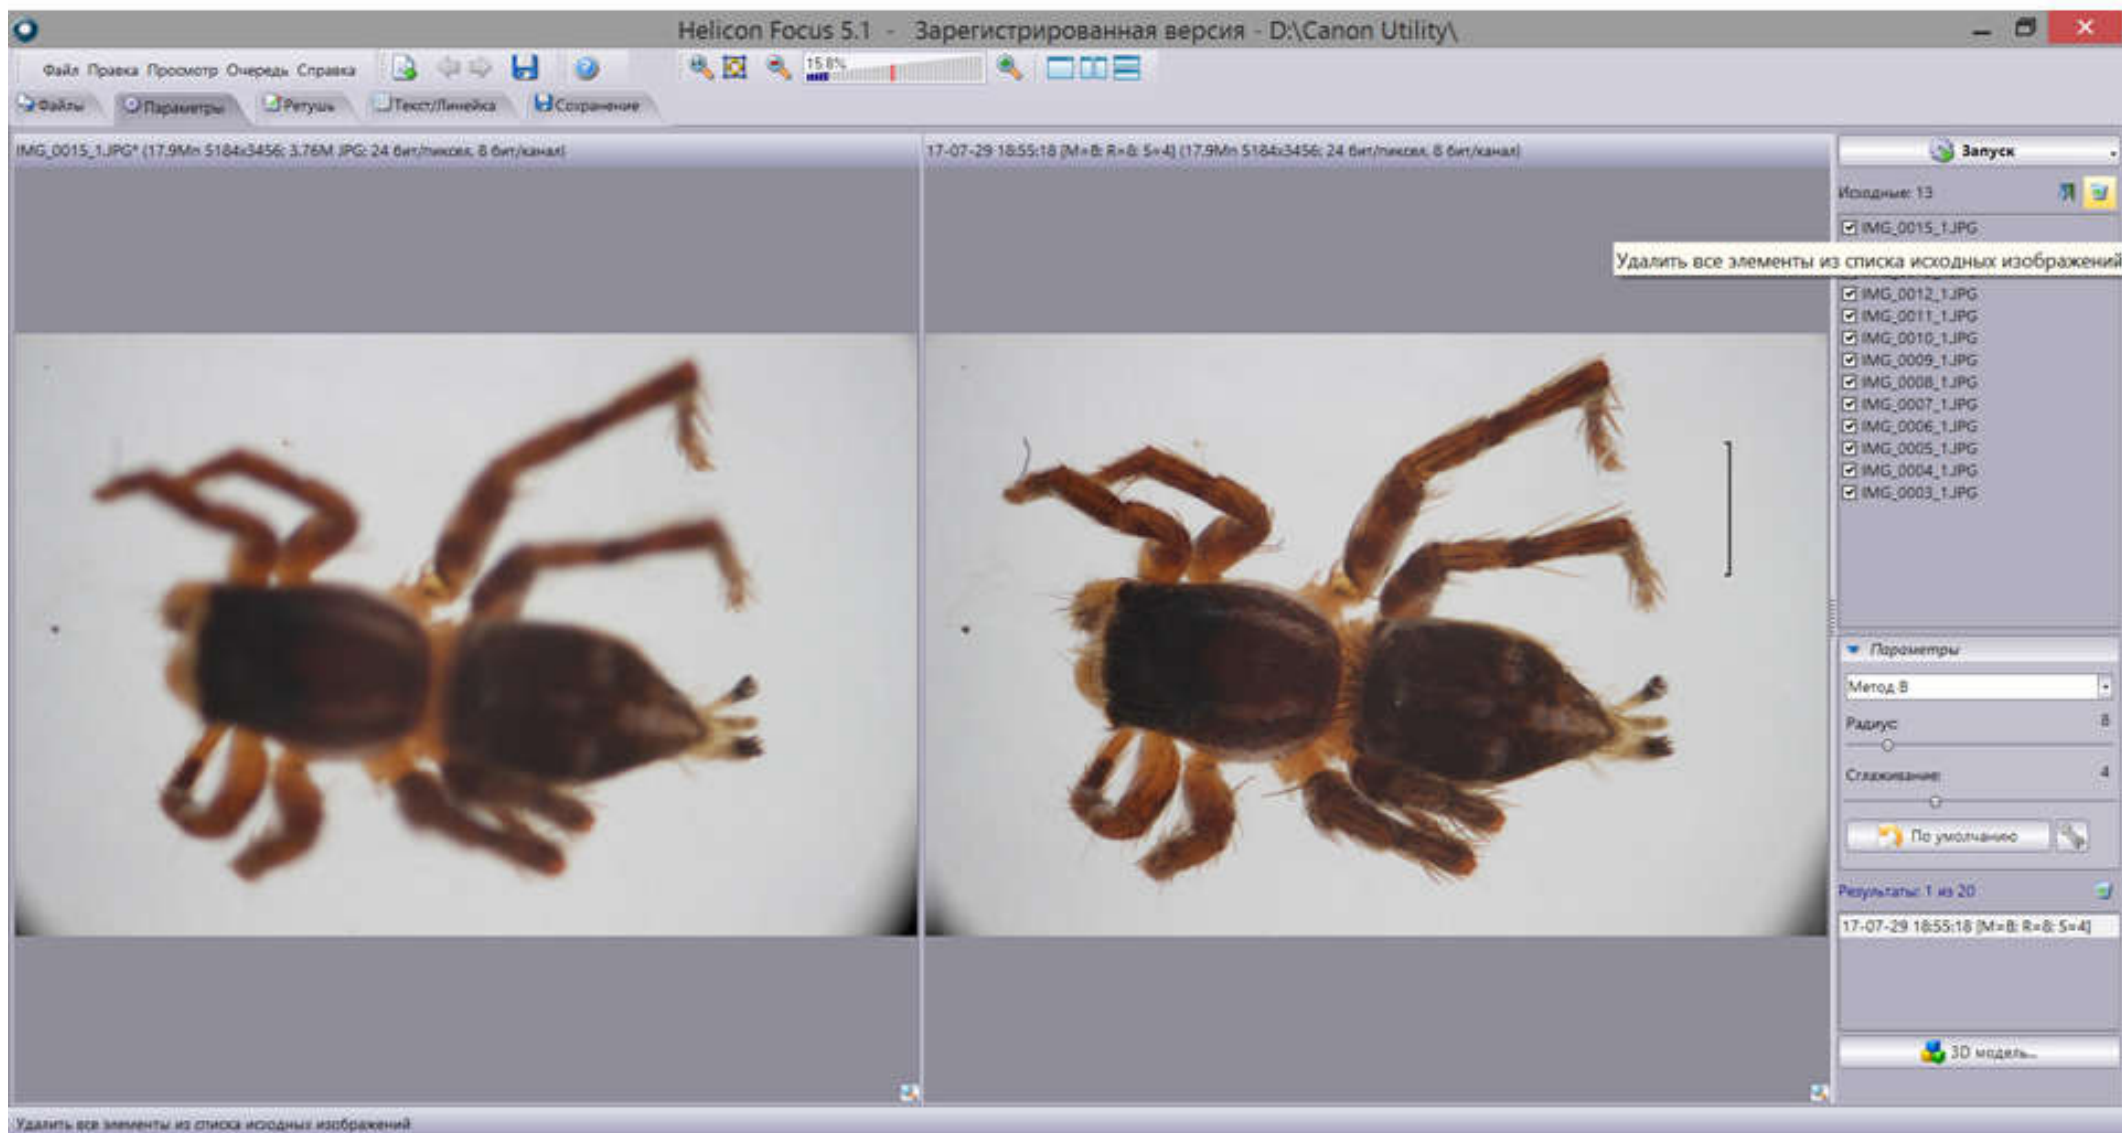 Helicon Focus 5.1 - Зарегистрированная версия - D:\Canon Utility\
Файл Правка Просмотр Очередь Справка
15.8%
Файлы Параметры Ретушь Текст/Линейка Сохранение
IMG_0015_1.JPG* (17.9Мп 5184x3456; 3.76M JPG; 24 бит/пиксел, 8 бит/канал)
17-07-29 18:55:18 [M=B; R=8; S=4] (17.9Мп 5184x3456; 24 бит/пиксел, 8 бит/канал)
Запуск
Исходные: 13
IMG_0015_1.JPG
Удалить все элементы из списка исходных изображений
IMG_0012_1.JPG
IMG_0011_1.JPG
IMG_0010_1.JPG
IMG_0009_1.JPG
IMG_0008_1.JPG
IMG_0007_1.JPG
IMG_0006_1.JPG
IMG_0005_1.JPG
IMG_0004_1.JPG
IMG_0003_1.JPG
Параметры
Метод B
Радиус: 8
Сглаживание: 4
По умолчанию
Результаты: 1 из 20
17-07-29 18:55:18 [M=B; R=8; S=4]
3D модель...
Удалить все элементы из списка исходных изображений